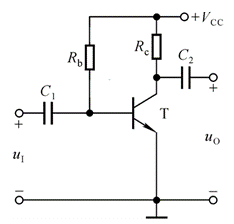 +V_CC
R_b
R_c
C_1
C_2
+
+
T
u_I
u_O
−
−